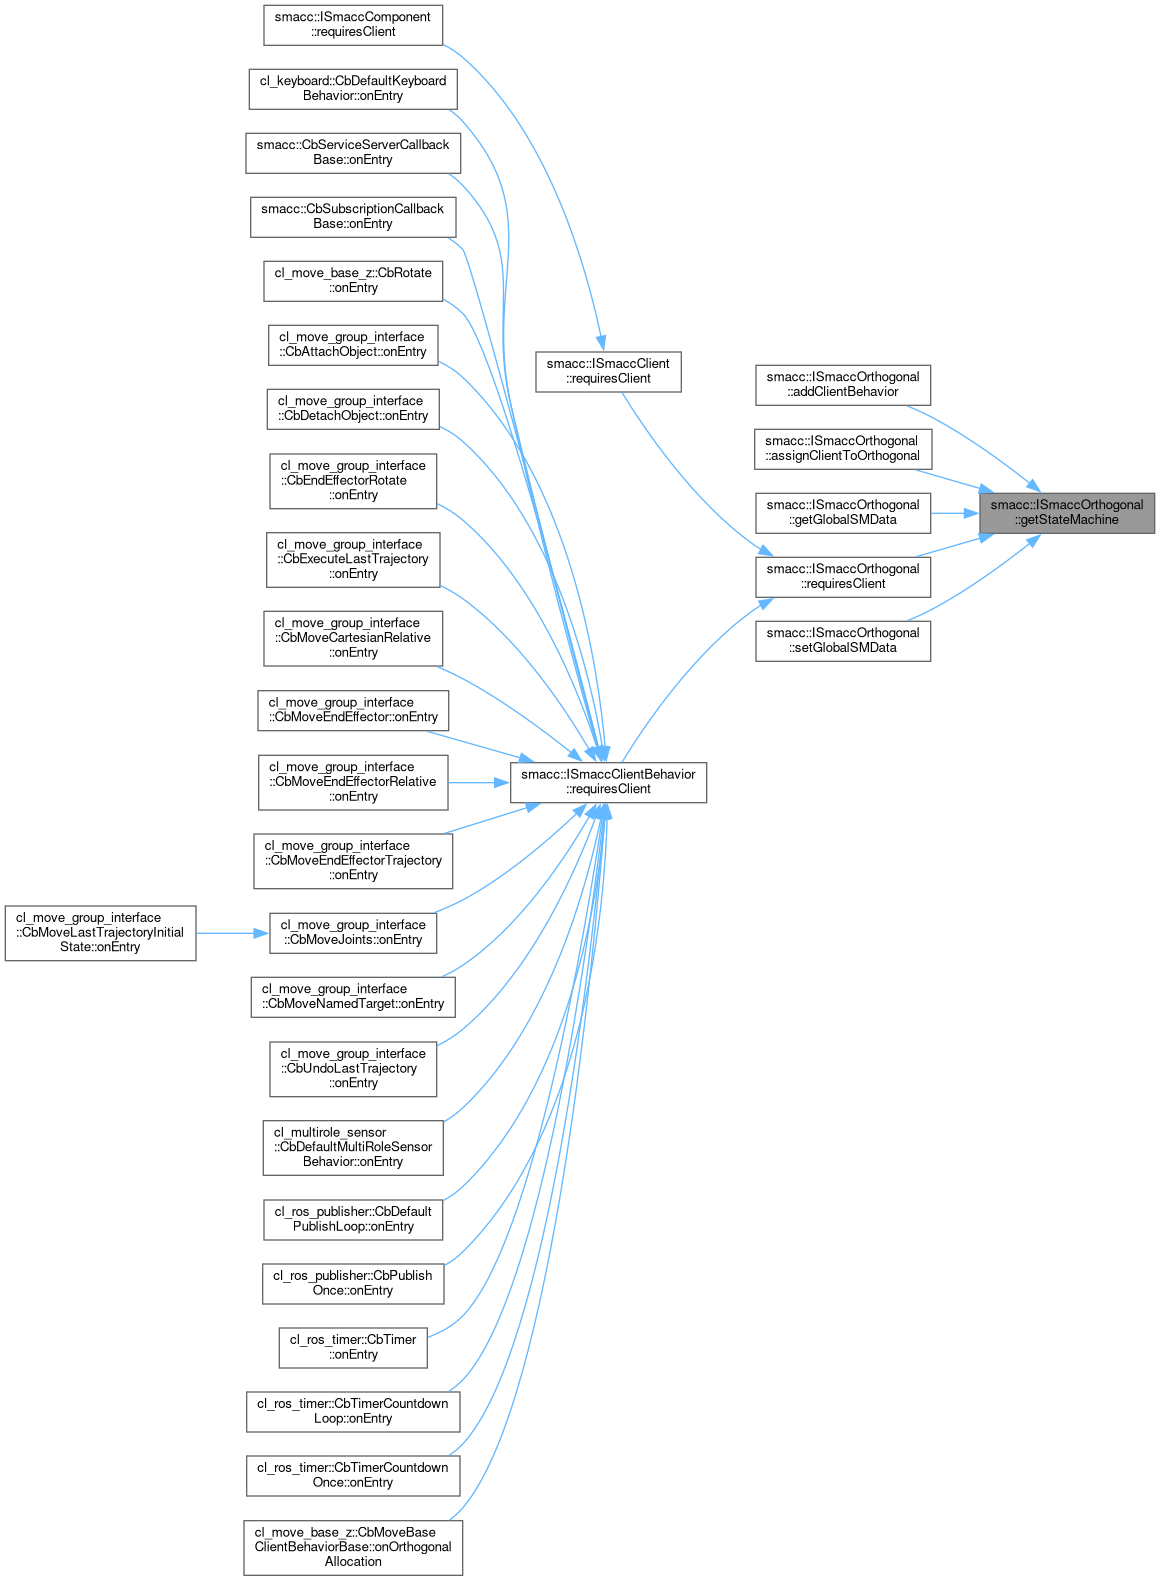 smacc::ISmaccComponent
::requiresClient
cl_keyboard::CbDefaultKeyboard
Behavior::onEntry
smacc::CbServiceServerCallback
Base::onEntry
smacc::CbSubscriptionCallback
Base::onEntry
cl_move_base_z::CbRotate
::onEntry
cl_move_group_interface
::CbAttachObject::onEntry
cl_move_group_interface
::CbDetachObject::onEntry
cl_move_group_interface
::CbEndEffectorRotate
::onEntry
cl_move_group_interface
::CbExecuteLastTrajectory
::onEntry
cl_move_group_interface
::CbMoveCartesianRelative
::onEntry
cl_move_group_interface
::CbMoveEndEffector::onEntry
cl_move_group_interface
::CbMoveEndEffectorRelative
::onEntry
cl_move_group_interface
::CbMoveEndEffectorTrajectory
::onEntry
cl_move_group_interface
::CbMoveLastTrajectoryInitial
State::onEntry
cl_move_group_interface
::CbMoveJoints::onEntry
cl_move_group_interface
::CbMoveNamedTarget::onEntry
cl_move_group_interface
::CbUndoLastTrajectory
::onEntry
cl_multirole_sensor
::CbDefaultMultiRoleSensor
Behavior::onEntry
cl_ros_publisher::CbDefault
PublishLoop::onEntry
cl_ros_publisher::CbPublish
Once::onEntry
cl_ros_timer::CbTimer
::onEntry
cl_ros_timer::CbTimerCountdown
Loop::onEntry
cl_ros_timer::CbTimerCountdown
Once::onEntry
cl_move_base_z::CbMoveBase
ClientBehaviorBase::onOrthogonal
Allocation
smacc::ISmaccClient
::requiresClient
smacc::ISmaccClientBehavior
::requiresClient
smacc::ISmaccOrthogonal
::addClientBehavior
smacc::ISmaccOrthogonal
::assignClientToOrthogonal
smacc::ISmaccOrthogonal
::getGlobalSMData
smacc::ISmaccOrthogonal
::requiresClient
smacc::ISmaccOrthogonal
::setGlobalSMData
smacc::ISmaccOrthogonal
::getStateMachine